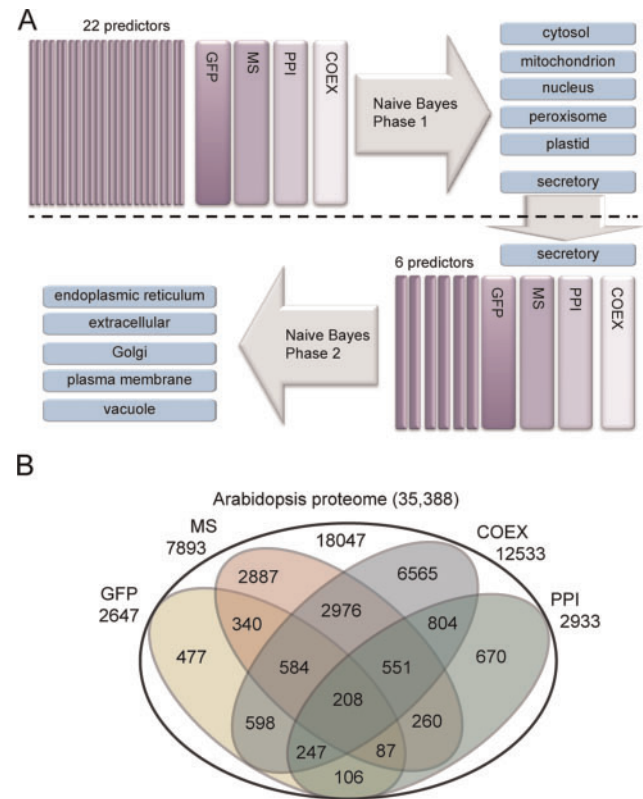 A
22 predictors
GFP
MS
PPI
COEX
Naive Bayes
Phase 1
cytosol
mitochondrion
nucleus
peroxisome
plastid
secretory
secretory
6 predictors
GFP
MS
PPI
COEX
Naive Bayes
Phase 2
endoplasmic reticulum
extracellular
Golgi
plasma membrane
vacuole
B
Arabidopsis proteome (35,388)
MS
7893
18047
COEX
12533
GFP
2647
PPI
2933
2887
6565
340
2976
804
477
584
551
670
598
208
260
247
87
106